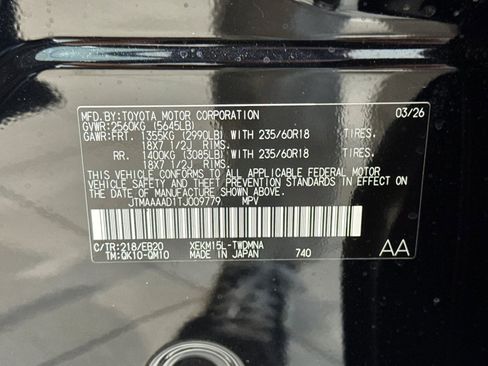 MFD.BY:TOYOTA MOTOR CORPORATION 03/26
GVWR:2560KG (5645LB)
GAWR:FRT. 1355KG (2990LB) WITH 235/60R18 TIRES.
18X7 1/2J RIMS.
RR. 1400KG (3085LB) WITH 235/60R18 TIRES.
18X7 1/2J RIMS.
THIS VEHICLE CONFORMS TO ALL APPLICABLE FEDERAL MOTOR
VEHICLE SAFETY, BUMPER, AND THEFT PREVENTION STANDARDS
IN EFFECT ON THE DATE OF MANUFACTURE SHOWN ABOVE.
JTMAAAAD1TJ009779 MPV
C/TR:218/EB20 XEKM15L-TWDMNA
TM:QK10-QM10 MADE IN JAPAN 740 AA